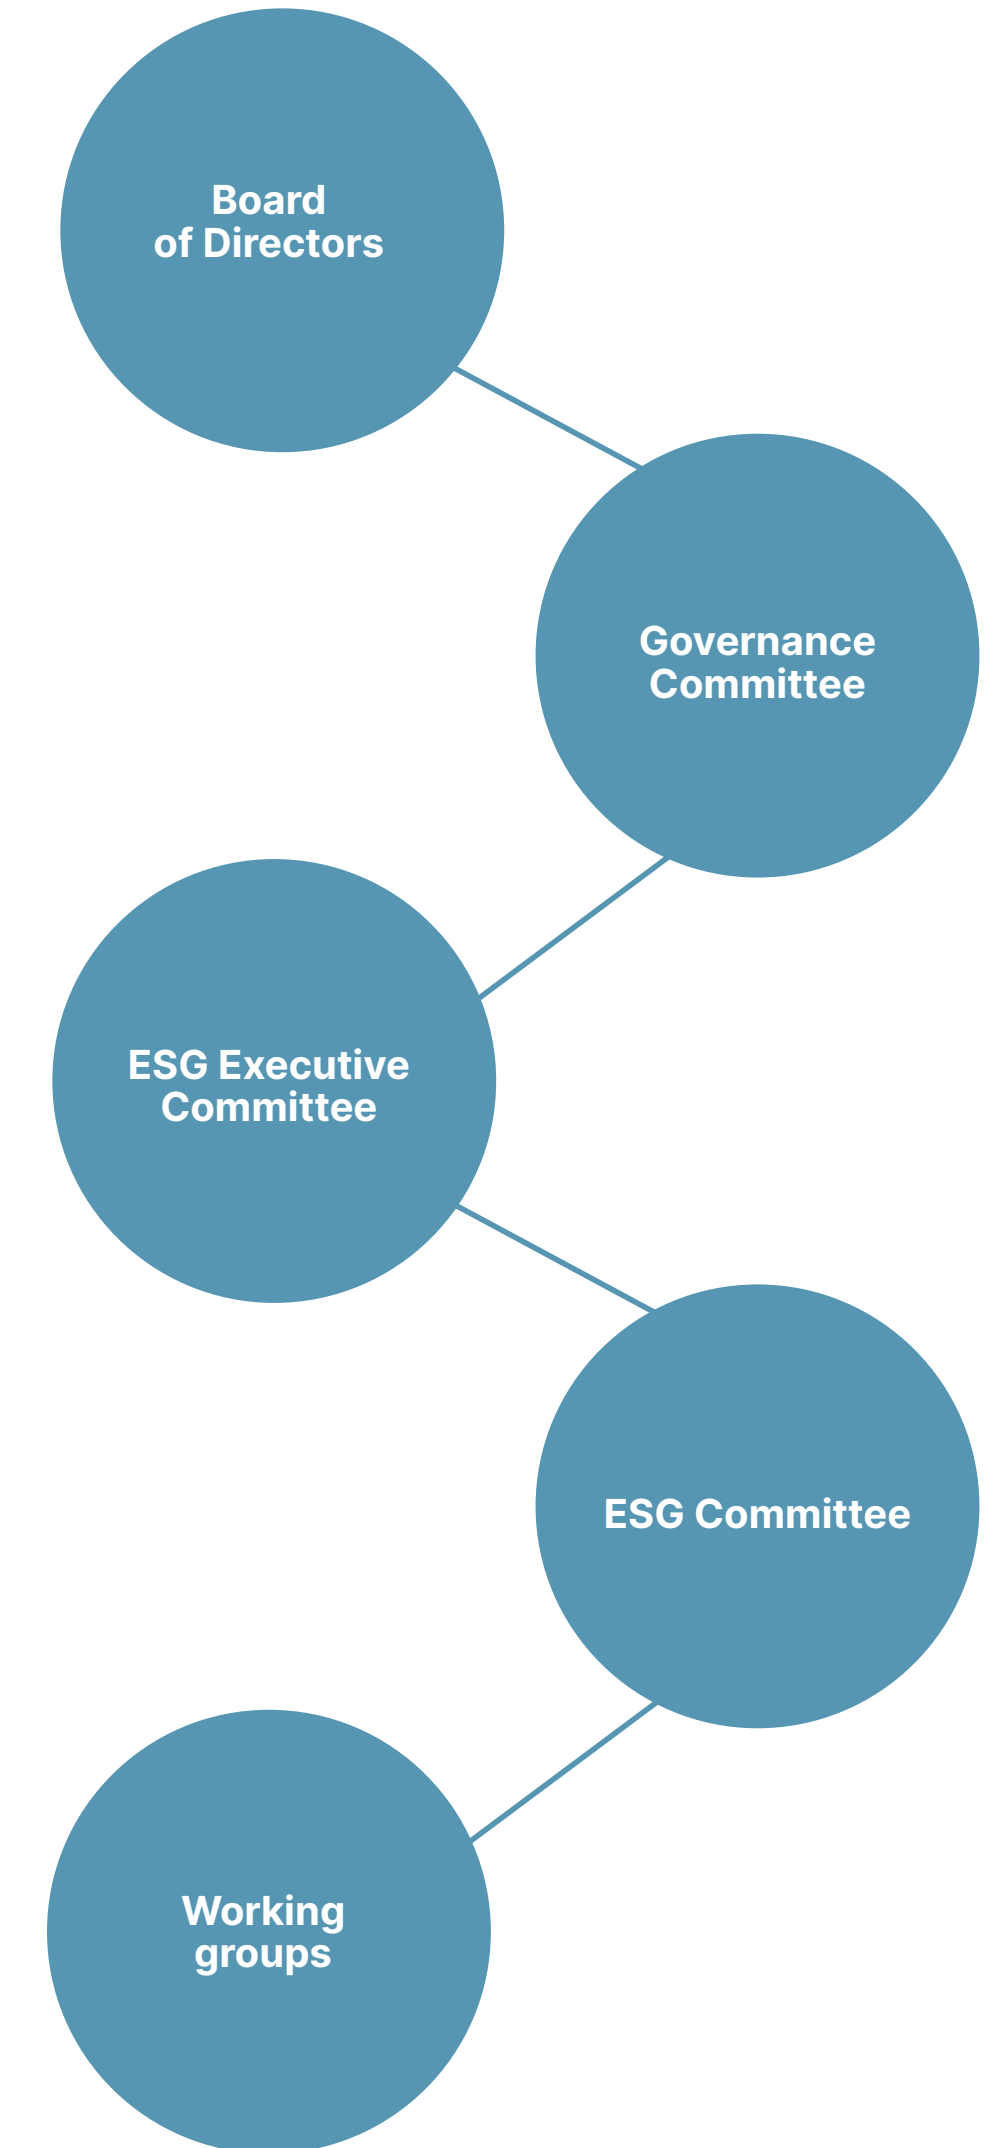 Board
of Directors
Governance
Committee
ESG Executive
Committee
ESG Committee
Working
groups